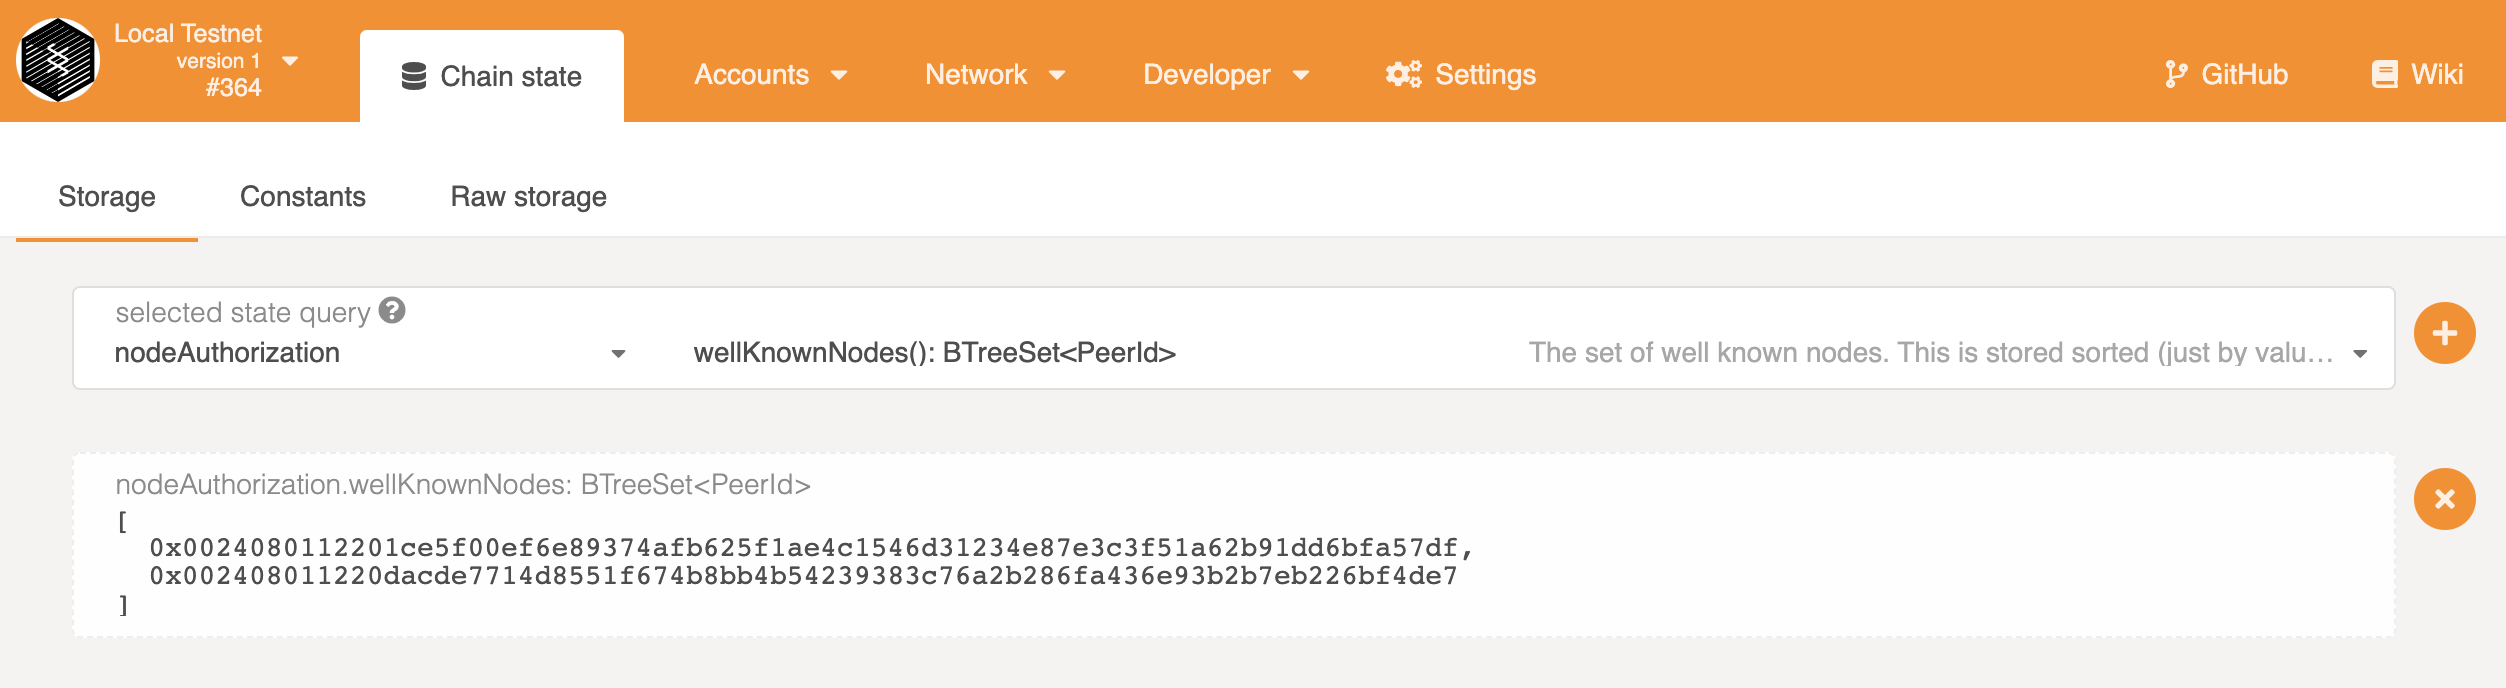 Local Testnet
version 1
#364
Chain state
Accounts
Network
Developer
Settings
GitHub
Wiki
Storage
Constants
Raw storage
selected state query
nodeAuthorization
wellKnownNodes(): BTreeSet<PeerId>
The set of well known nodes. This is stored sorted (just by valu…
nodeAuthorization.wellKnownNodes: BTreeSet<PeerId>
[
0x0024080112201ce5f00ef6e89374afb625f1ae4c1546d31234e87e3c3f51a62b91dd6bfa57df,
0x002408011220dacde7714d8551f674b8bb4b54239383c76a2b286fa436e93b2b7eb226bf4de7
]